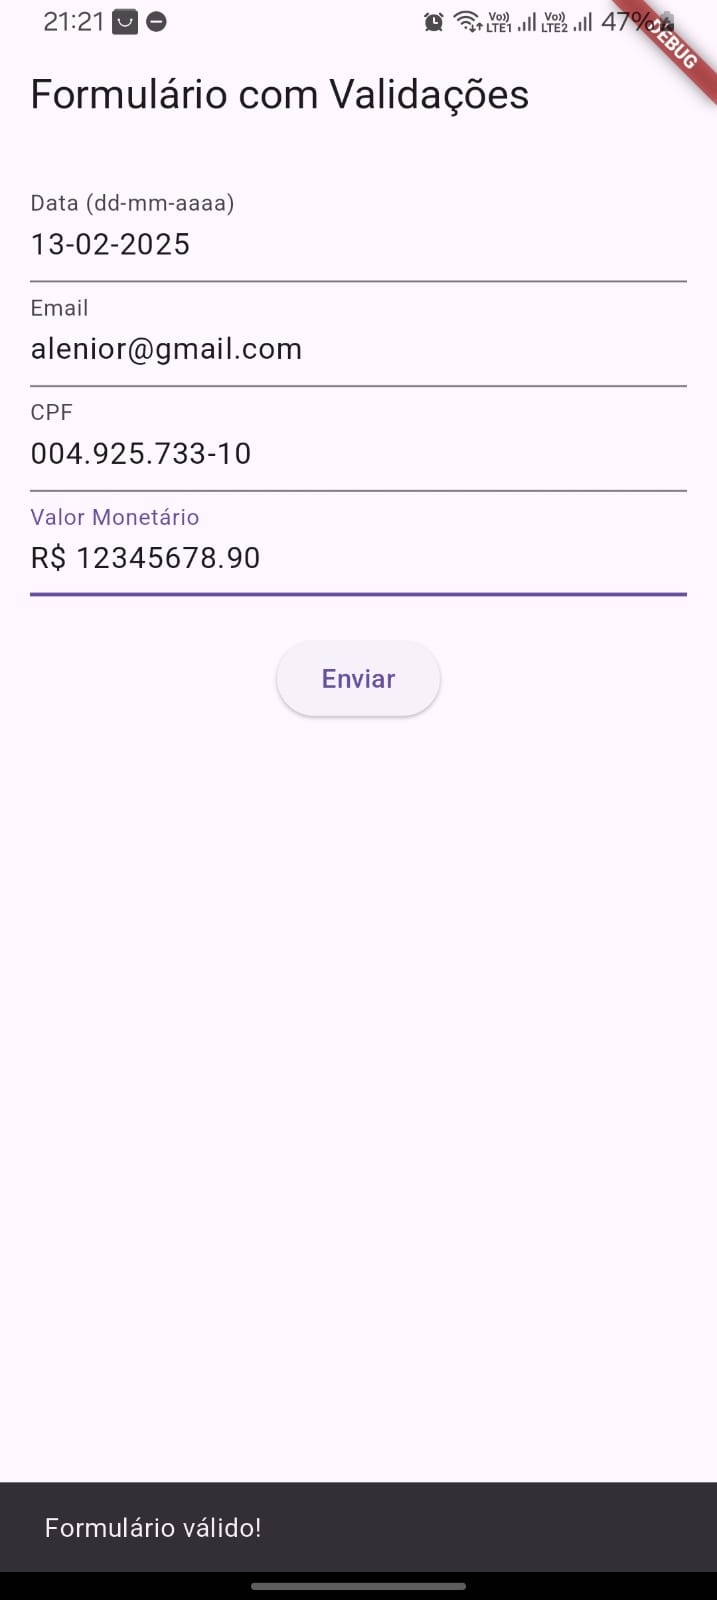 21:21 Vo) LTE1 Vo) LTE2 47%
DEBUG
Formulário com Validações
Data (dd-mm-aaaa)
13-02-2025
Email
alenior@gmail.com
CPF
004.925.733-10
Valor Monetário
R$ 12345678.90
Enviar
Formulário válido!